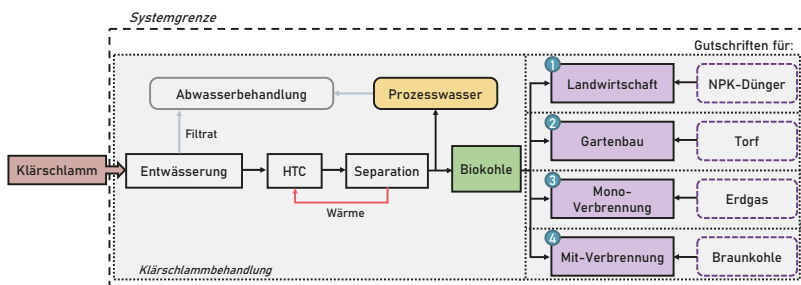 Systemgrenze
Gutschriften für:
Abwasserbehandlung
Prozesswasser
Filtrat
Klärschlamm
Entwässerung
HTC
Separation
Biokohle
Wärme
Klärschlammbehandlung
1
Landwirtschaft
NPK-Dünger
2
Gartenbau
Torf
3
Mono-
Verbrennung
Erdgas
4
Mit-Verbrennung
Braunkohle